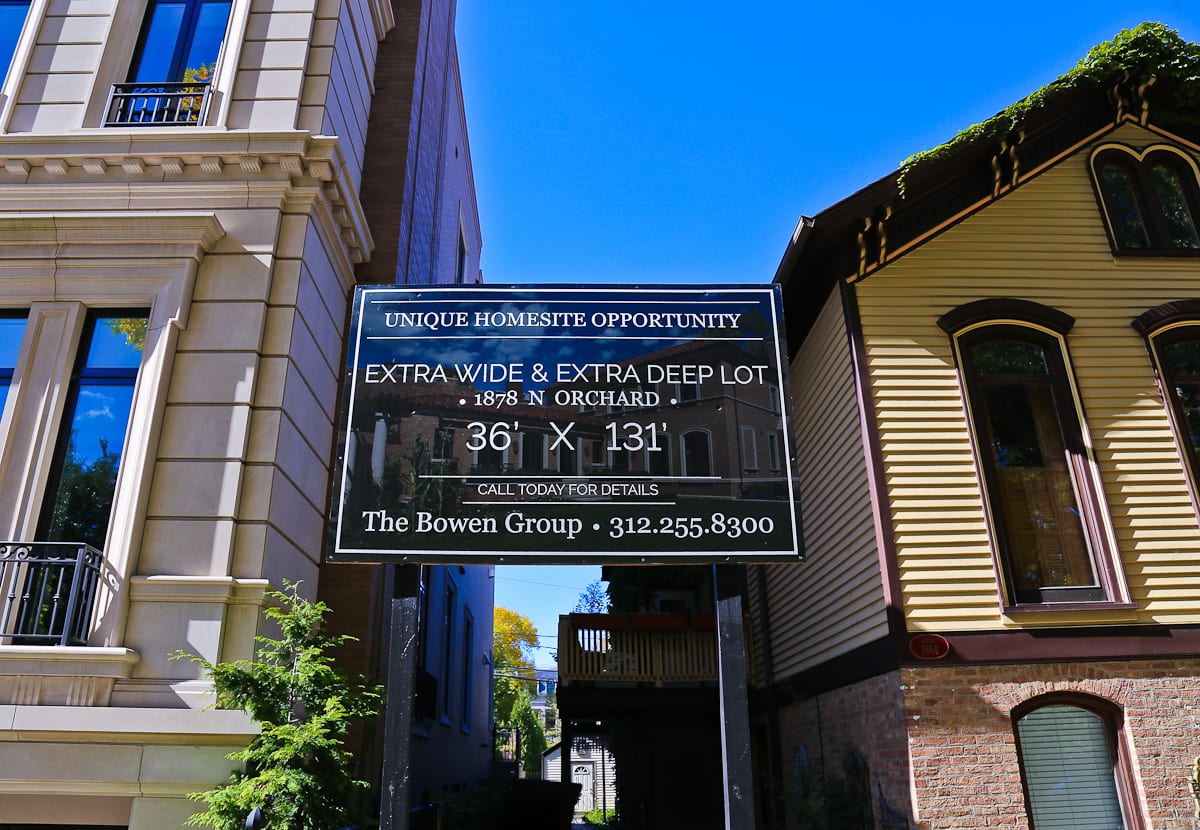 UNIQUE HOMESITE OPPORTUNITY
EXTRA WIDE & EXTRA DEEP LOT
• 1878 N ORCHARD •
36' X 131'
CALL TODAY FOR DETAILS
The Bowen Group • 312.255.8300